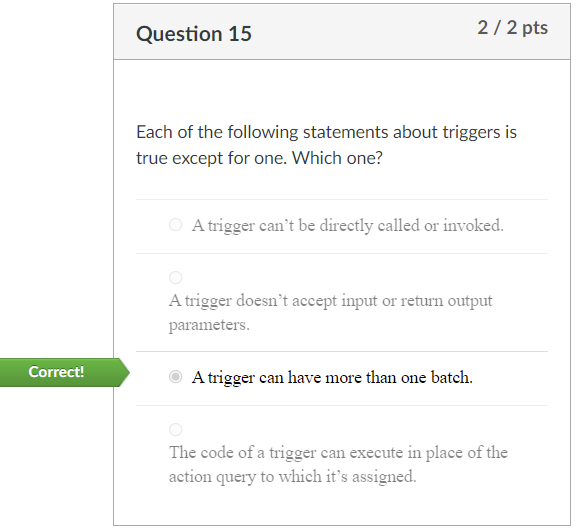 Question 15
2 / 2 pts
Each of the following statements about triggers is
true except for one. Which one?
A trigger can’t be directly called or invoked.
A trigger doesn’t accept input or return output
parameters.
Correct!
A trigger can have more than one batch.
The code of a trigger can execute in place of the
action query to which it’s assigned.